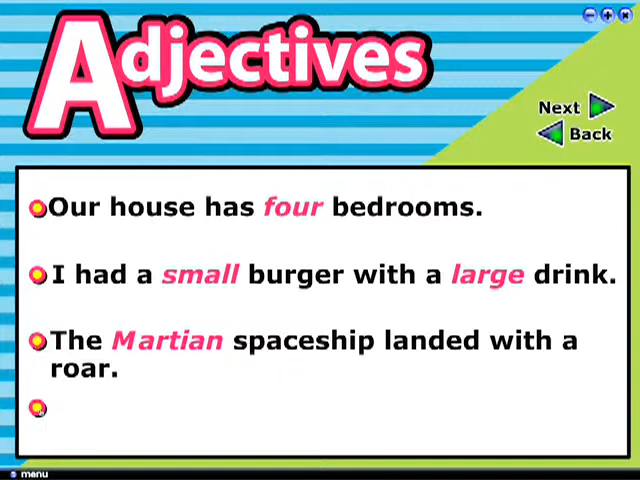 Adjectives
Next
Back
Our house has four bedrooms.
I had a small burger with a large drink.
The Martian spaceship landed with a
roar.
menu